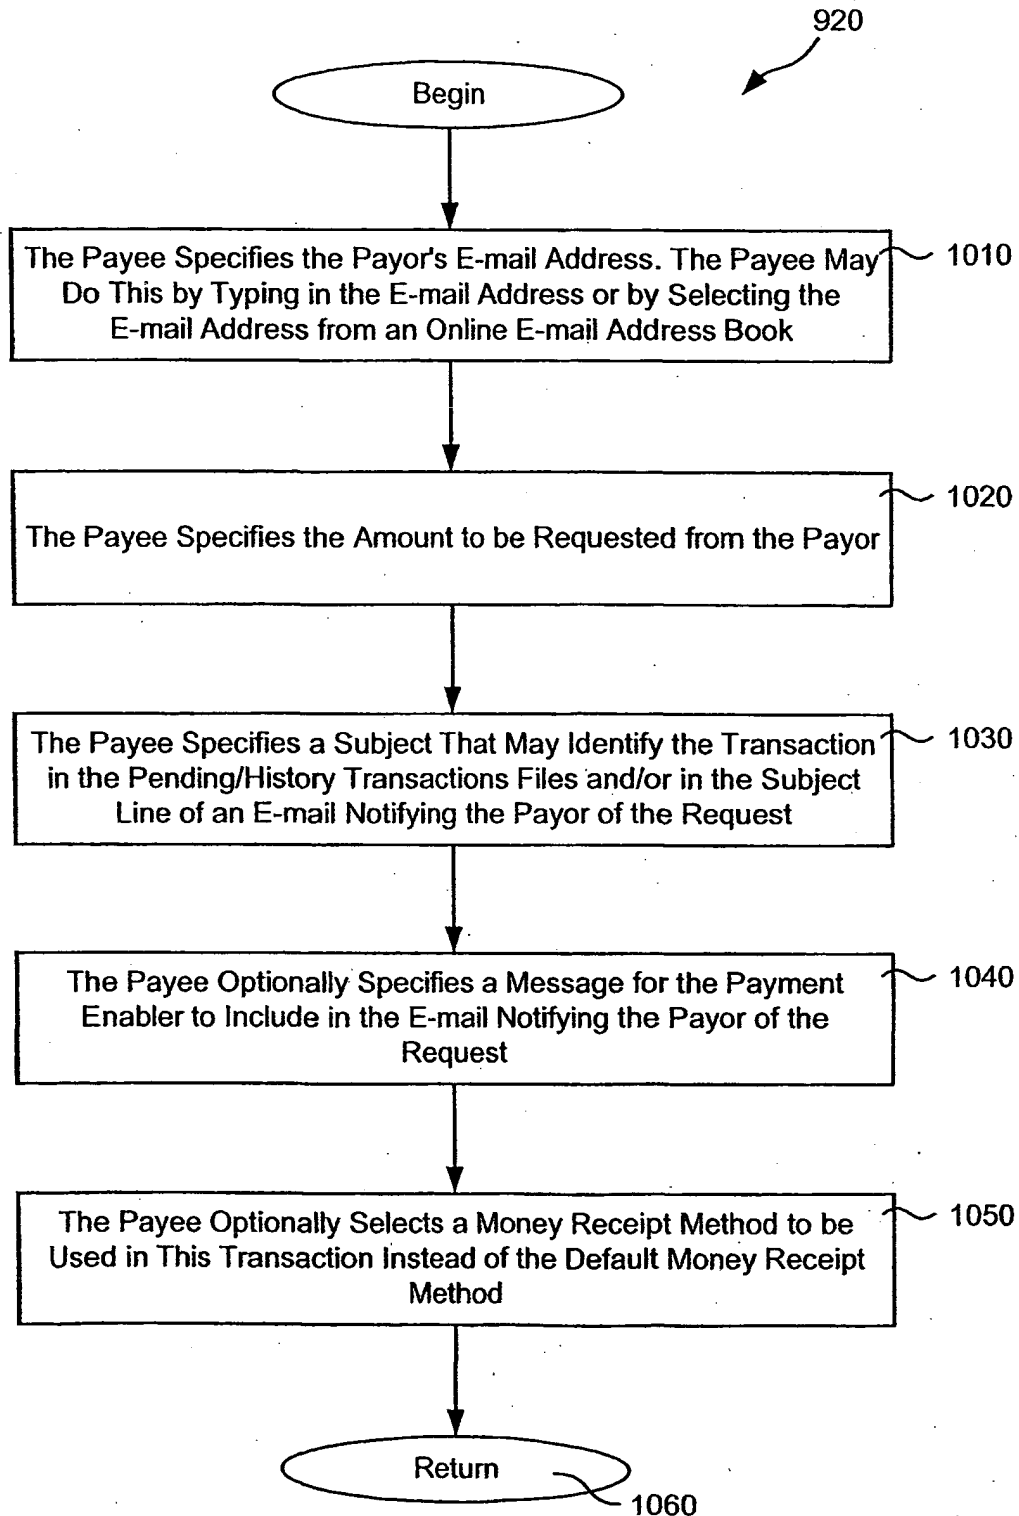 920
Begin
The Payee Specifies the Payor's E-mail Address. The Payee May
Do This by Typing in the E-mail Address or by Selecting the
E-mail Address from an Online E-mail Address Book
1010
The Payee Specifies the Amount to be Requested from the Payor
1020
The Payee Specifies a Subject That May Identify the Transaction
in the Pending/History Transactions Files and/or in the Subject
Line of an E-mail Notifying the Payor of the Request
1030
The Payee Optionally Specifies a Message for the Payment
Enabler to Include in the E-mail Notifying the Payor of the
Request
1040
The Payee Optionally Selects a Money Receipt Method to be
Used in This Transaction Instead of the Default Money Receipt
Method
1050
Return
1060